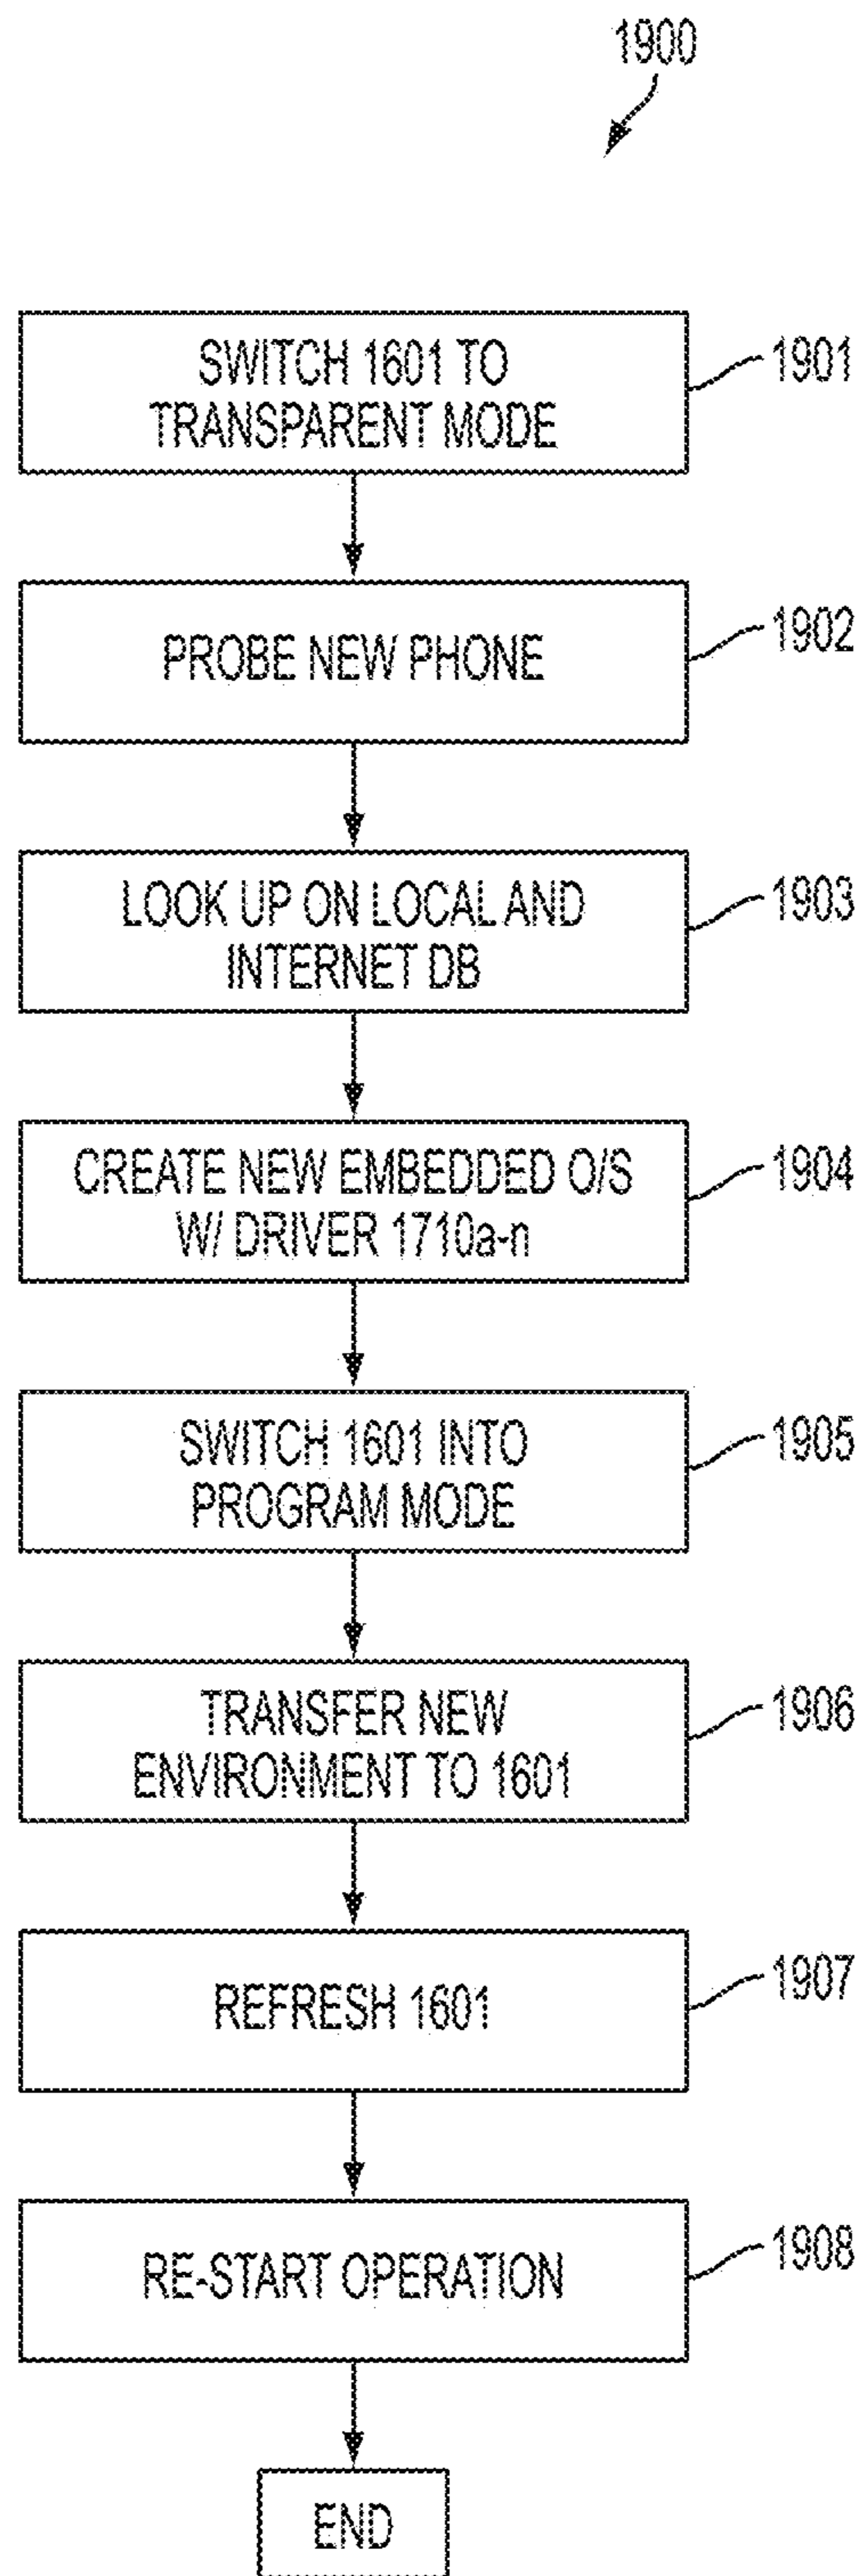 1900
SWITCH 1601 TO
TRANSPARENT MODE
1901
PROBE NEW PHONE
1902
LOOK UP ON LOCAL AND
INTERNET DB
1903
CREATE NEW EMBEDDED O/S
W/ DRIVER 1710a-n
1904
SWITCH 1601 INTO
PROGRAM MODE
1905
TRANSFER NEW
ENVIRONMENT TO 1601
1906
REFRESH 1601
1907
RE-START OPERATION
1908
END